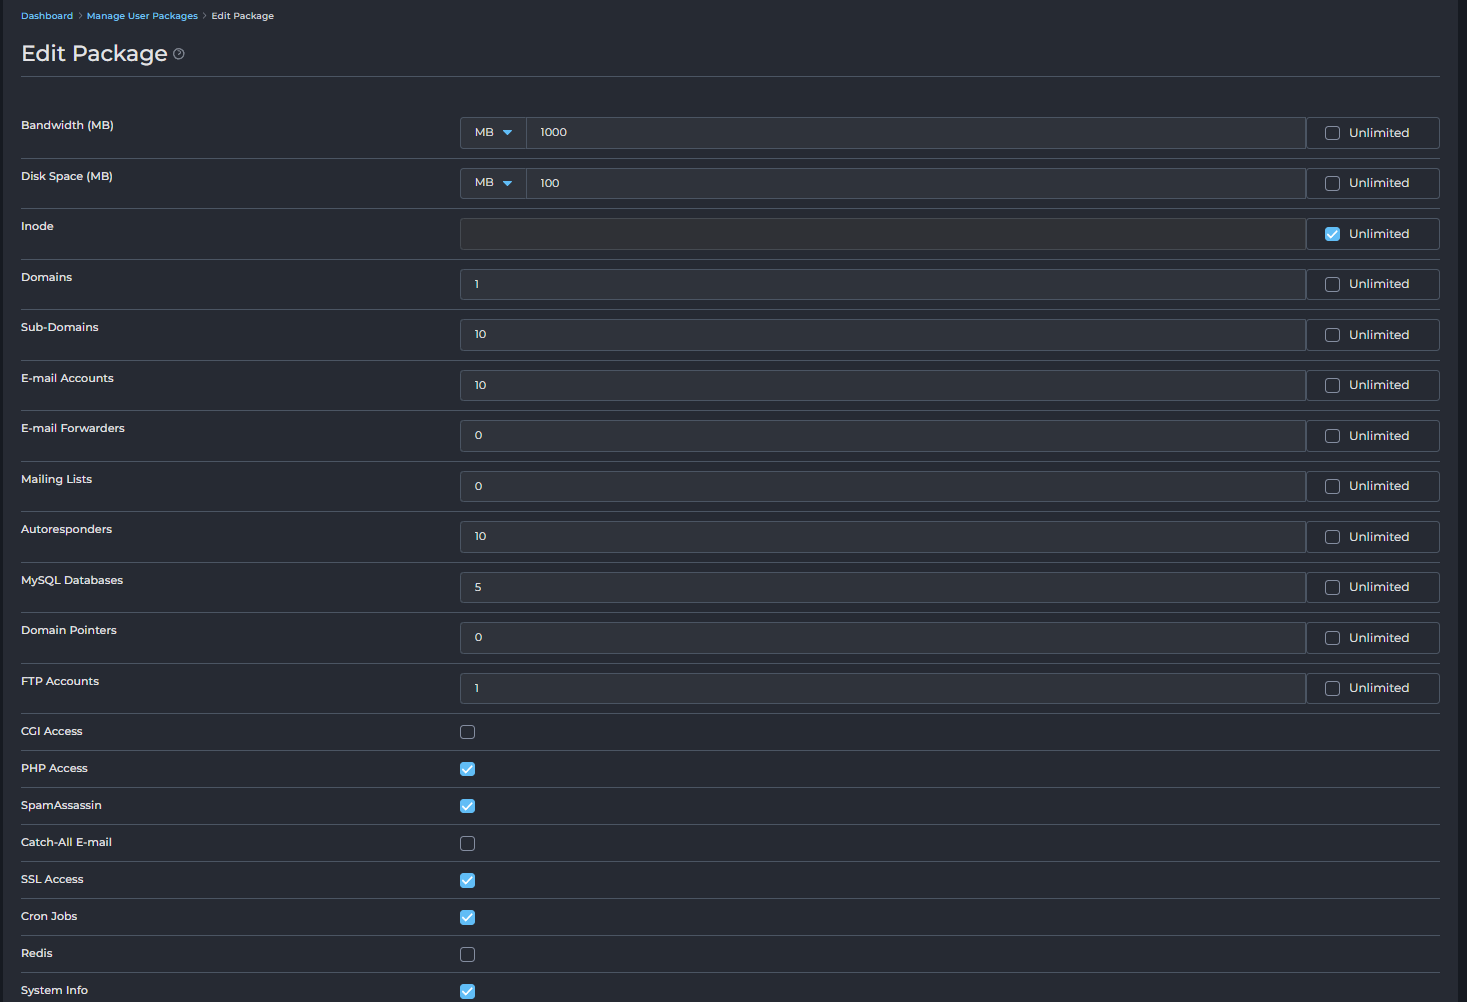 Dashboard > Manage User Packages > Edit Package
Edit Package
Bandwidth (MB) MB 1000 Unlimited
Disk Space (MB) MB 100 Unlimited
Inode Unlimited
Domains 1 Unlimited
Sub-Domains 10 Unlimited
E-mail Accounts 10 Unlimited
E-mail Forwarders 0 Unlimited
Mailing Lists 0 Unlimited
Autoresponders 10 Unlimited
MySQL Databases 5 Unlimited
Domain Pointers 0 Unlimited
FTP Accounts 1 Unlimited
CGI Access
PHP Access
SpamAssassin
Catch-All E-mail
SSL Access
Cron Jobs
Redis
System Info